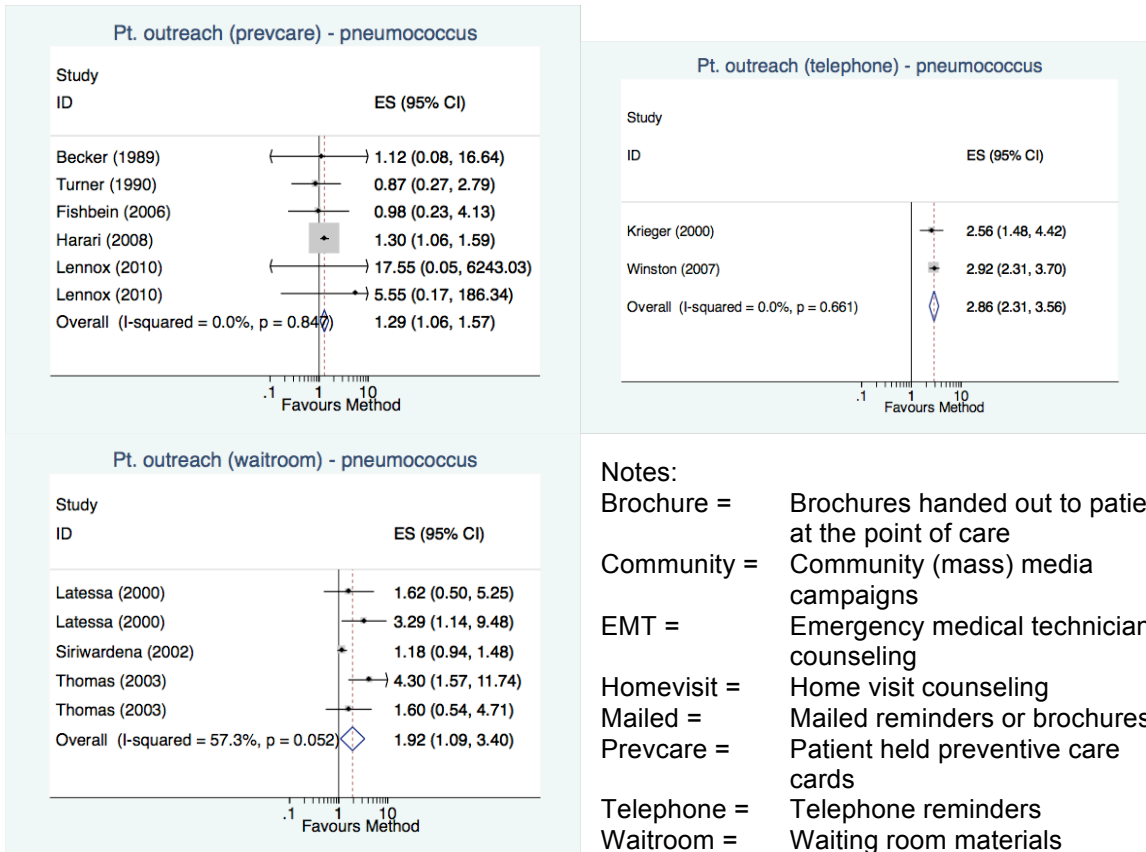 Pt. outreach (prevcare) - pneumococcus
Study
ID ES (95% CI)
Becker (1989) 1.12 (0.08, 16.64)
Turner (1990) 0.87 (0.27, 2.79)
Fishbein (2006) 0.98 (0.23, 4.13)
Harari (2008) 1.30 (1.06, 1.59)
Lennox (2010) 17.55 (0.05, 6243.03)
Lennox (2010) 5.55 (0.17, 186.34)
Overall (I-squared = 0.0%, p = 0.847) 1.29 (1.06, 1.57)
.1 1 10
Favours Method
Pt. outreach (telephone) - pneumococcus
Study
ID ES (95% CI)
Krieger (2000) 2.56 (1.48, 4.42)
Winston (2007) 2.92 (2.31, 3.70)
Overall (I-squared = 0.0%, p = 0.661) 2.86 (2.31, 3.56)
.1 1 10
Favours Method
Pt. outreach (waitroom) - pneumococcus
Study
ID ES (95% CI)
Latessa (2000) 1.62 (0.50, 5.25)
Latessa (2000) 3.29 (1.14, 9.48)
Siriwardena (2002) 1.18 (0.94, 1.48)
Thomas (2003) 4.30 (1.57, 11.74)
Thomas (2003) 1.60 (0.54, 4.71)
Overall (I-squared = 57.3%, p = 0.052) 1.92 (1.09, 3.40)
.1 1 10
Favours Method
Notes:
Brochure = Brochures handed out to patie
at the point of care
Community = Community (mass) media
campaigns
EMT = Emergency medical technician
counseling
Homevisit = Home visit counseling
Mailed = Mailed reminders or brochures
Prevcare = Patient held preventive care
cards
Telephone = Telephone reminders
Waitroom = Waiting room materials